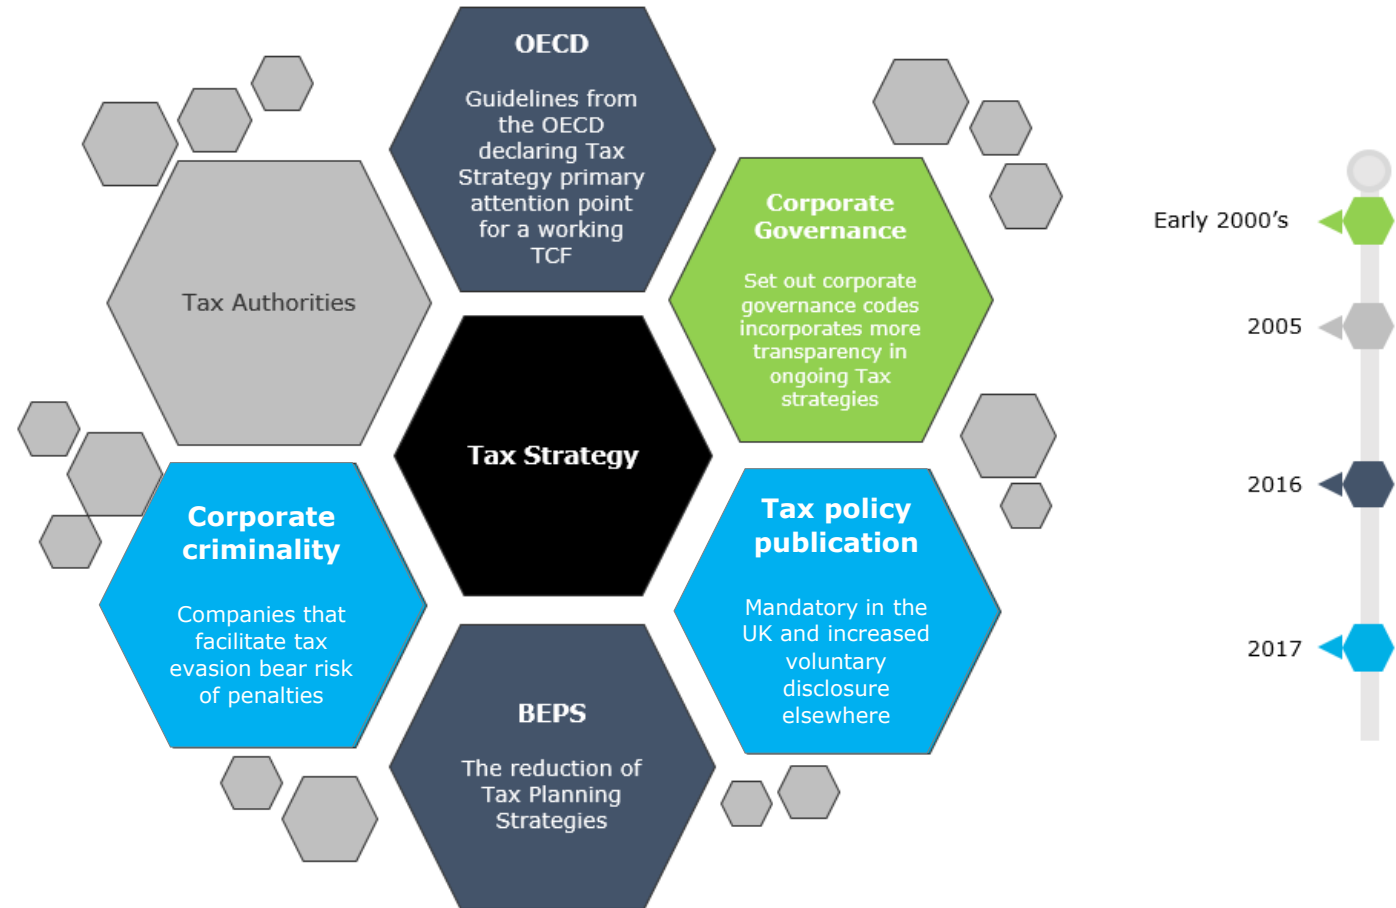 OECD
Guidelines from
the OECD
declaring Tax
Strategy primary
attention point
for a working
TCF
Corporate
Governance
Set out corporate
governance codes
incorporates more
transparency in
ongoing Tax
strategies
Tax Authorities
Tax Strategy
Corporate
criminality
Companies that
facilitate tax
evasion bear risk
of penalties
Tax policy
publication
Mandatory in the
UK and increased
voluntary
disclosure
elsewhere
BEPS
The reduction of
Tax Planning
Strategies
Early 2000's
2005
2016
2017